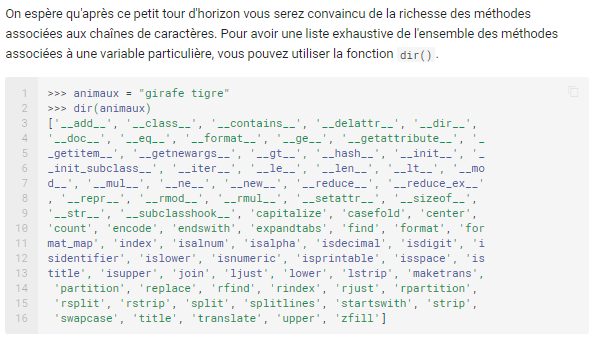 On espère qu'après ce petit tour d'horizon vous serez convaincu de la richesse des méthodes
associées aux chaînes de caractères. Pour avoir une liste exhaustive de l'ensemble des méthodes
associées à une variable particulière, vous pouvez utiliser la fonction dir() .
1 >>> animaux = "girafe tigre"
2 >>> dir(animaux)
3 ['__add__', '__class__', '__contains__', '__delattr__', '__dir__',
4 '__doc__', '__eq__', '__format__', '__ge__', '__getattribute__', '_
5 _getitem__', '__getnewargs__', '__gt__', '__hash__', '__init__', '_
6 _init_subclass__', '__iter__', '__le__', '__len__', '__lt__', '__mo
7 d__', '__mul__', '__ne__', '__new__', '__reduce__', '__reduce_ex__'
8 , '__repr__', '__rmod__', '__rmul__', '__setattr__', '__sizeof__',
9 '__str__', '__subclasshook__', 'capitalize', 'casefold', 'center',
10 'count', 'encode', 'endswith', 'expandtabs', 'find', 'format', 'for
11 mat_map', 'index', 'isalnum', 'isalpha', 'isdecimal', 'isdigit', 'i
12 sidentifier', 'islower', 'isnumeric', 'isprintable', 'isspace', 'is
13 title', 'isupper', 'join', 'ljust', 'lower', 'lstrip', 'maketrans',
14 'partition', 'replace', 'rfind', 'rindex', 'rjust', 'rpartition',
15 'rsplit', 'rstrip', 'split', 'splitlines', 'startswith', 'strip',
16 'swapcase', 'title', 'translate', 'upper', 'zfill']